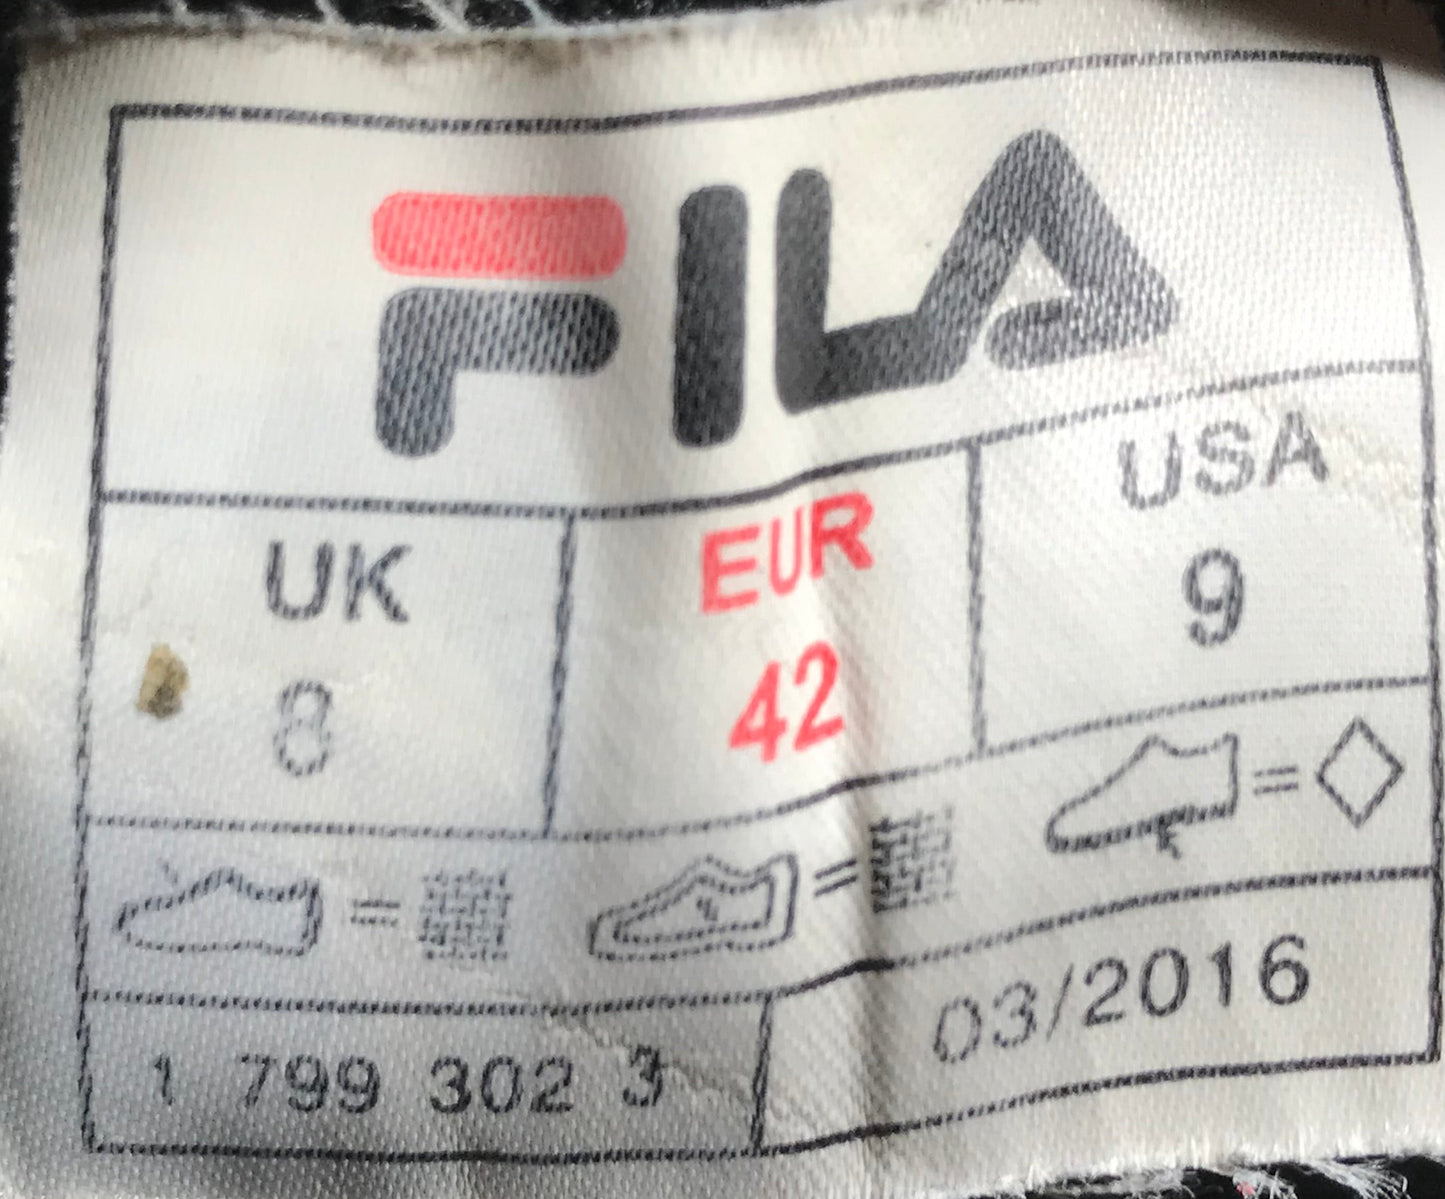 FILA
UK EUR USA
8 42 9
= = =
1 799 302 3 03/2016